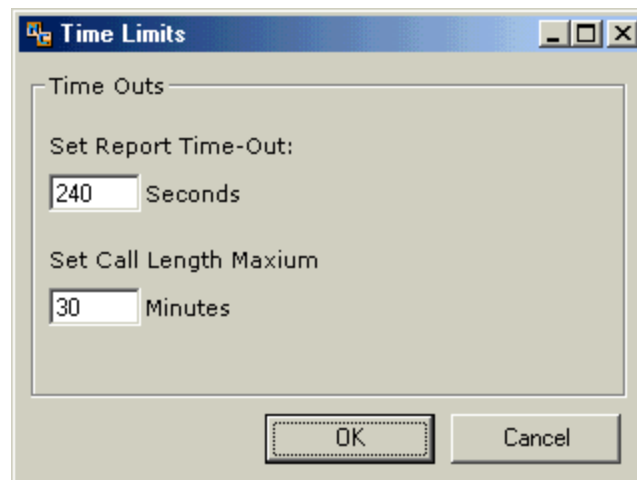 Time Limits
Time Outs
Set Report Time-Out:
240 Seconds
Set Call Length Maxium
30 Minutes
OK Cancel